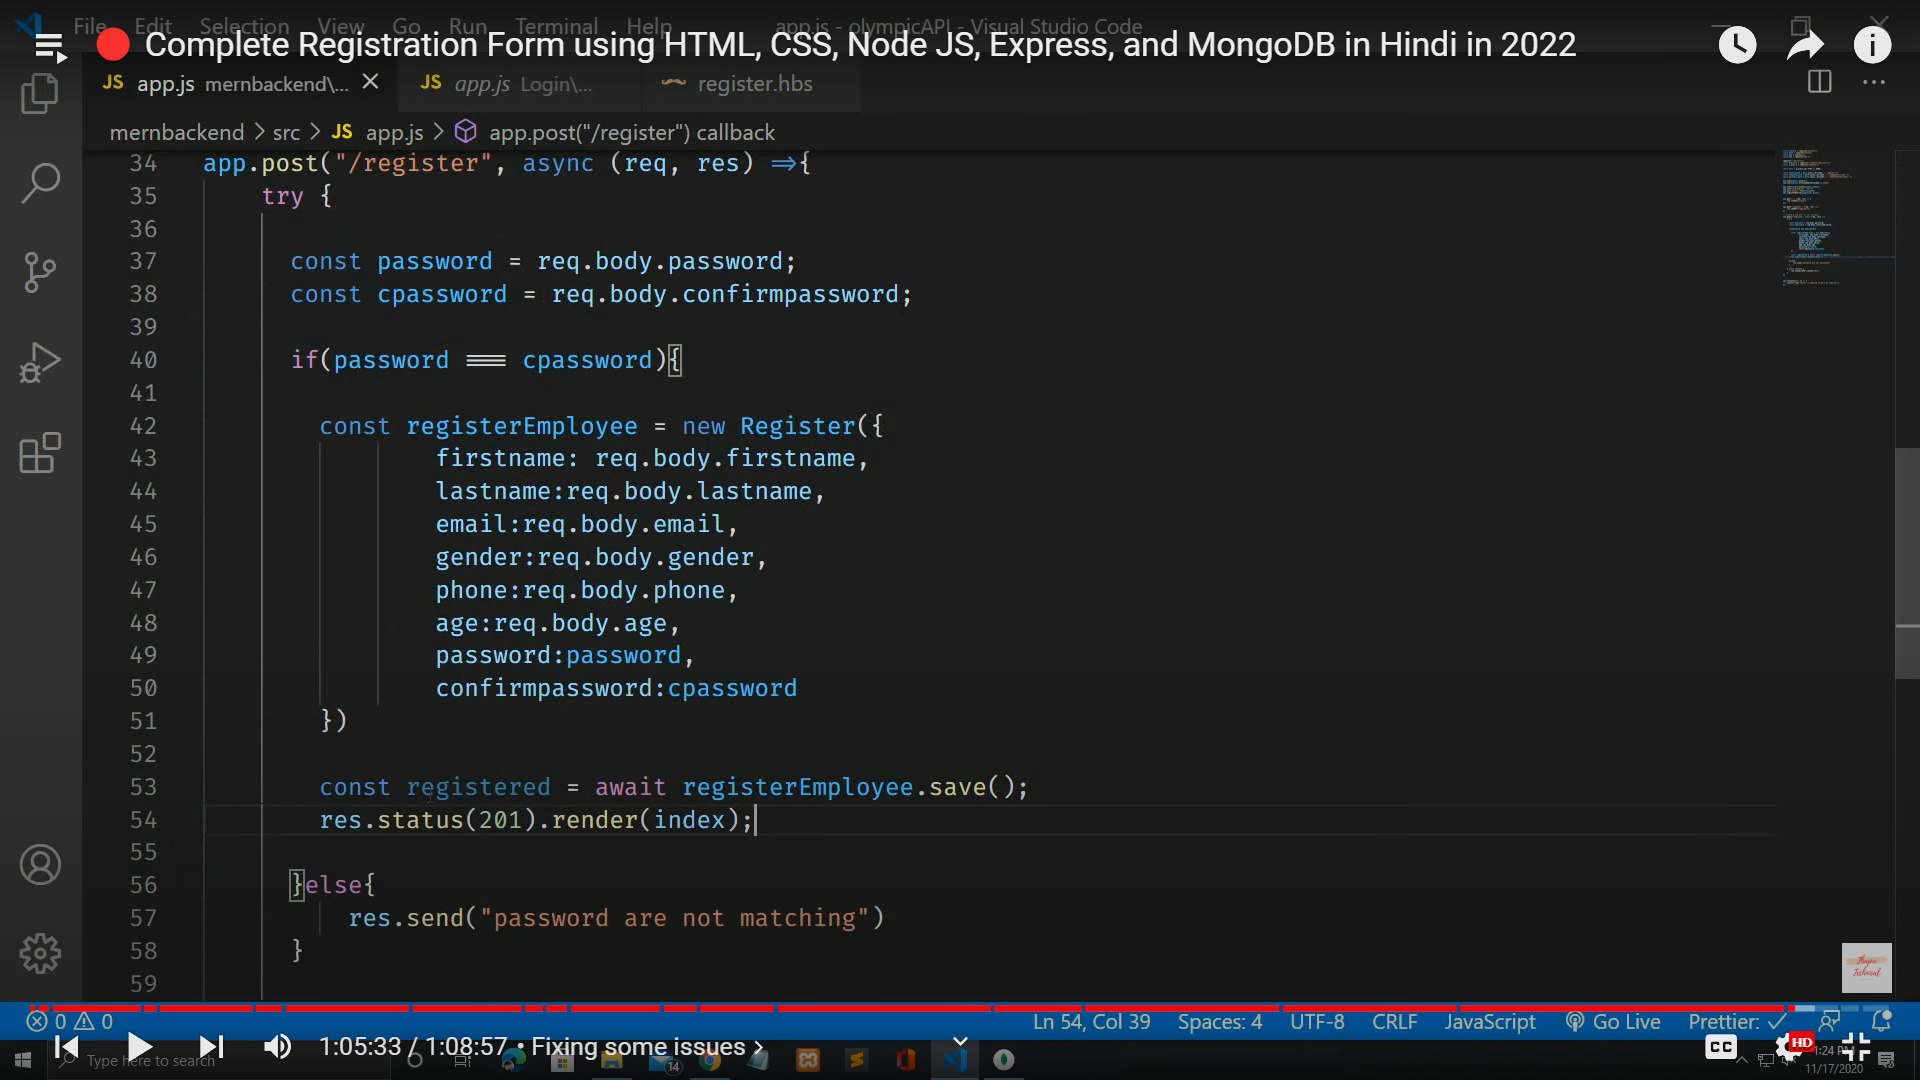 File Edit Selection View Go Run Terminal Help app.js - olympicAPI - Visual Studio Code
Complete Registration Form using HTML, CSS, Node JS, Express, and MongoDB in Hindi in 2022
JS app.js mernbackend\... JS app.js Login\... register.hbs
mernbackend > src > JS app.js > app.post("/register") callback
34 app.post("/register", async (req, res) =>{
35 try {
36
37 const password = req.body.password;
38 const cpassword = req.body.confirmpassword;
39
40 if(password === cpassword){
41
42 const registerEmployee = new Register({
43 firstname: req.body.firstname,
44 lastname:req.body.lastname,
45 email:req.body.email,
46 gender:req.body.gender,
47 phone:req.body.phone,
48 age:req.body.age,
49 password:password,
50 confirmpassword:cpassword
51 })
52
53 const registered = await registerEmployee.save();
54 res.status(201).render(index);
55
56 }else{
57 res.send("password are not matching")
58 }
59
Thapa
Technical
0 0 Ln 54, Col 39 Spaces: 4 UTF-8 CRLF JavaScript Go Live Prettier: ✓
1:05:33 / 1:08:57 • Fixing some issues >
CC HD
Type here to search 14 1:24 PM
11/17/2020